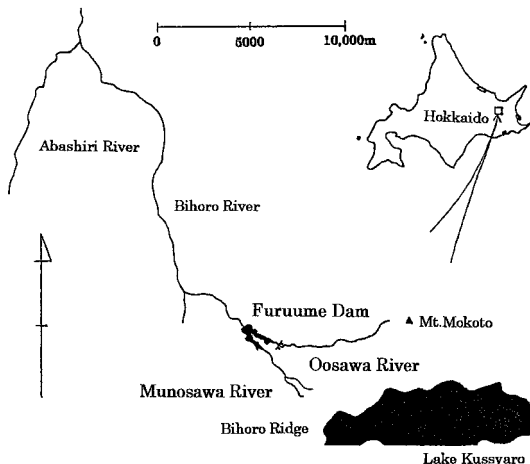 0 5000 10,000m
Hokkaido
Abashiri River
Bihoro River
Furuume Dam
Mt.Mokoto
Oosawa River
Munosawa River
Bihoro Ridge
Lake Kussyaro